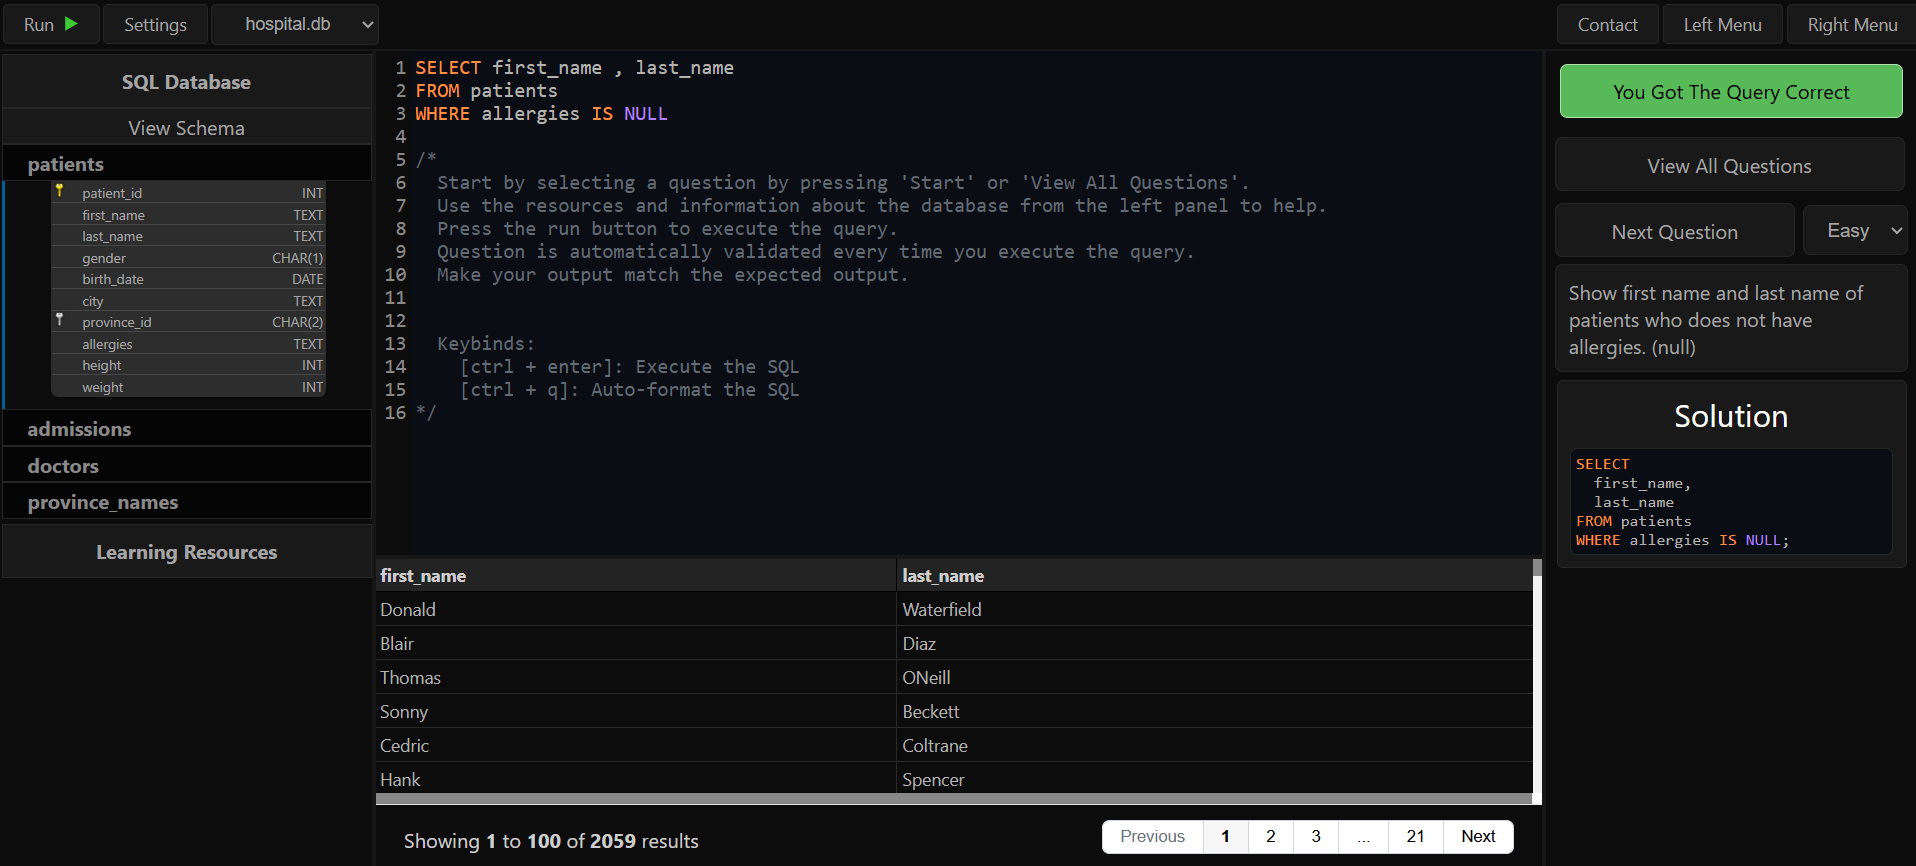 Run
Settings
hospital.db
Contact
Left Menu
Right Menu
SQL Database
View Schema
patients
patient_id INT
first_name TEXT
last_name TEXT
gender CHAR(1)
birth_date DATE
city TEXT
province_id CHAR(2)
allergies TEXT
height INT
weight INT
admissions
doctors
province_names
Learning Resources
1 SELECT first_name , last_name
2 FROM patients
3 WHERE allergies IS NULL
4
5 /*
6 Start by selecting a question by pressing 'Start' or 'View All Questions'.
7 Use the resources and information about the database from the left panel to help.
8 Press the run button to execute the query.
9 Question is automatically validated every time you execute the query.
10 Make your output match the expected output.
11
12
13 Keybinds:
14 [ctrl + enter]: Execute the SQL
15 [ctrl + q]: Auto-format the SQL
16 */
first_name last_name
Donald Waterfield
Blair Diaz
Thomas ONeill
Sonny Beckett
Cedric Coltrane
Hank Spencer
Showing 1 to 100 of 2059 results
Previous 1 2 3 ... 21 Next
You Got The Query Correct
View All Questions
Next Question
Easy
Show first name and last name of
patients who does not have
allergies. (null)
Solution
SELECT
first_name,
last_name
FROM patients
WHERE allergies IS NULL;